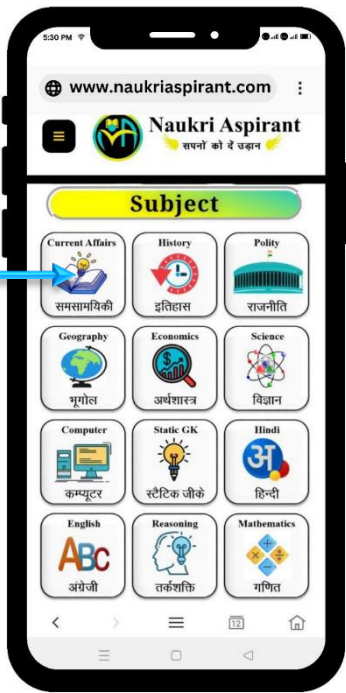 5:30 PM
www.naukriaspirant.com
Naukri Aspirant
सपनों को दें उड़ान
Subject
Current Affairs History Polity
समसामयिकी इतिहास राजनीति
Geography Economics Science
भूगोल अर्थशास्त्र विज्ञान
Computer Static GK Hindi
अ
कम्प्यूटर स्टैटिक जीके हिन्दी
English Reasoning Mathematics
ABC
अंग्रेजी तर्कशक्ति गणित
12